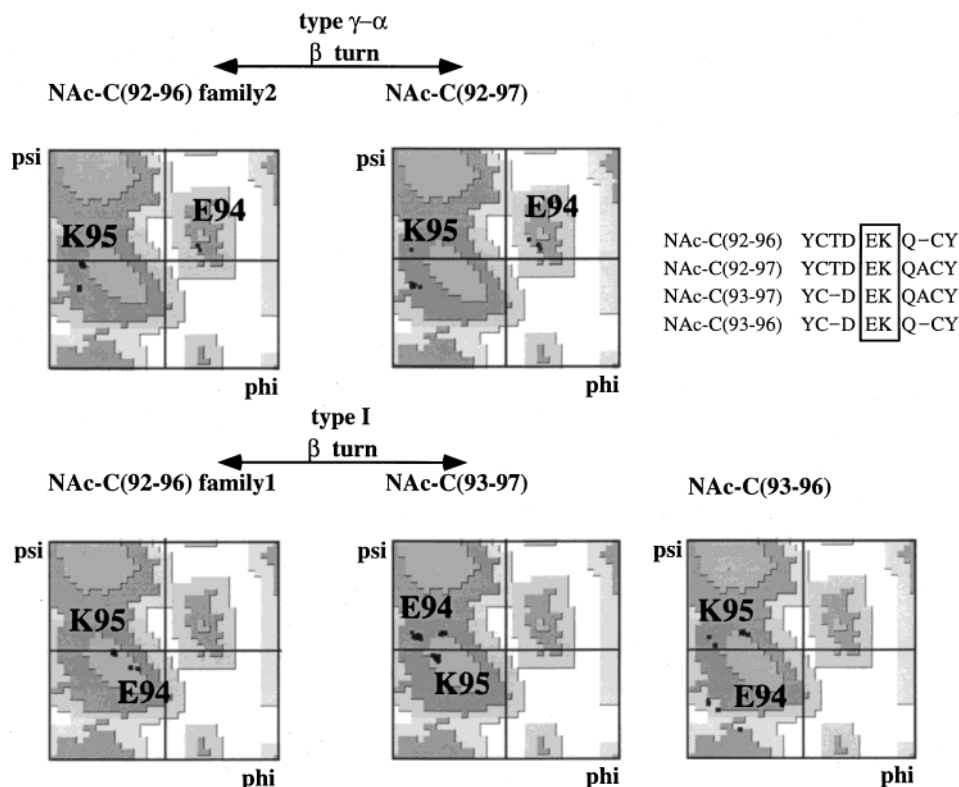 type γ−α
β turn
NAc-C(92-96) family2
NAc-C(92-97)
psi
K95
E94
phi
psi
K95
E94
phi
NAc-C(92-96) YCTD EK Q−CY
NAc-C(92-97) YCTD EK QACY
NAc-C(93-97) YC−D EK QACY
NAc-C(93-96) YC−D EK Q−CY
type I
β turn
NAc-C(92-96) family1
NAc-C(93-97)
NAc-C(93-96)
psi
K95
E94
phi
psi
E94
K95
phi
psi
K95
E94
phi